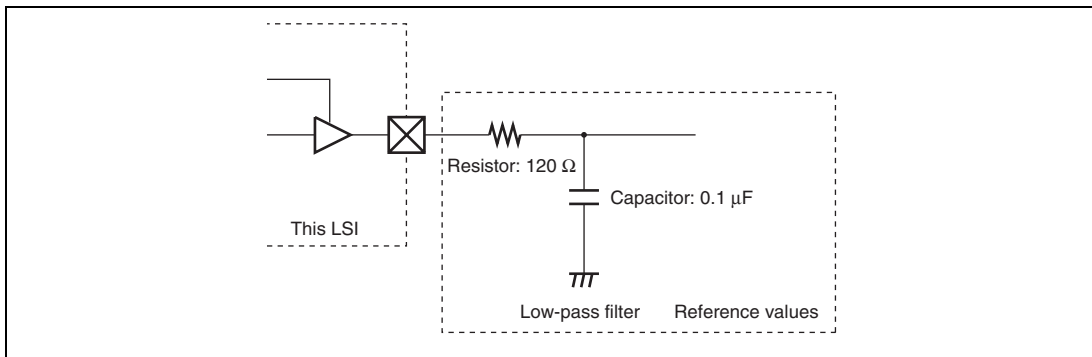 Resistor: 120 Ω
Capacitor: 0.1 μF
This LSI
Low-pass filter Reference values